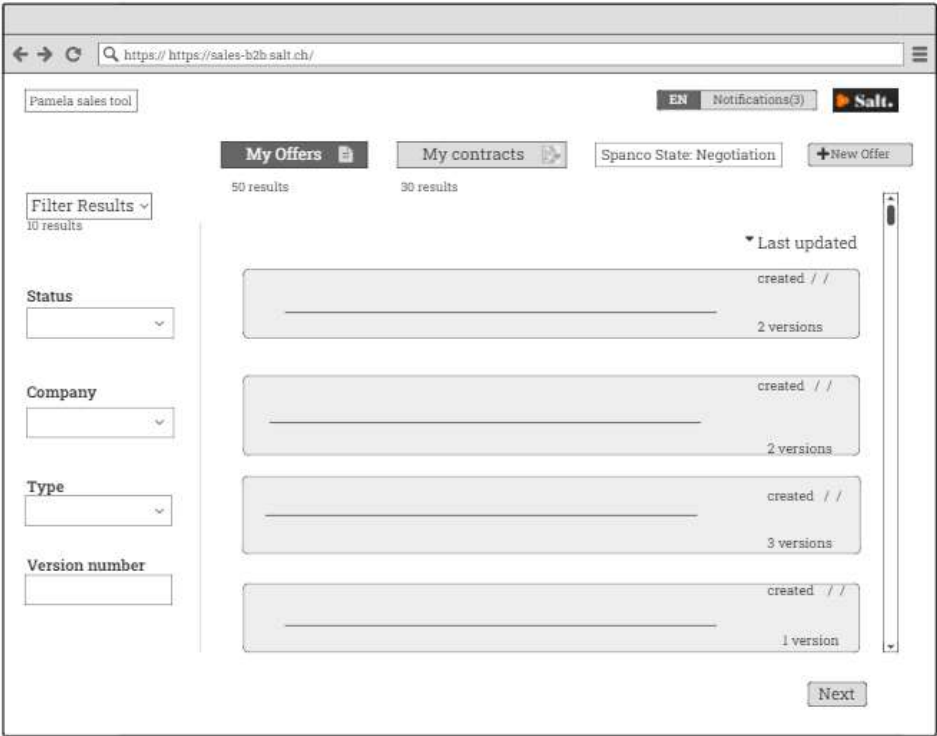 https:// https://sales-b2b.salt.ch/
Pamela sales tool
EN Notifications(3) Salt.
My Offers My contracts Spanco State: Negotiation +New Offer
50 results 30 results
Filter Results
10 results
Last updated
Status
created / /
2 versions
Company
created / /
2 versions
Type
created / /
3 versions
Version number
created / /
1 version
Next